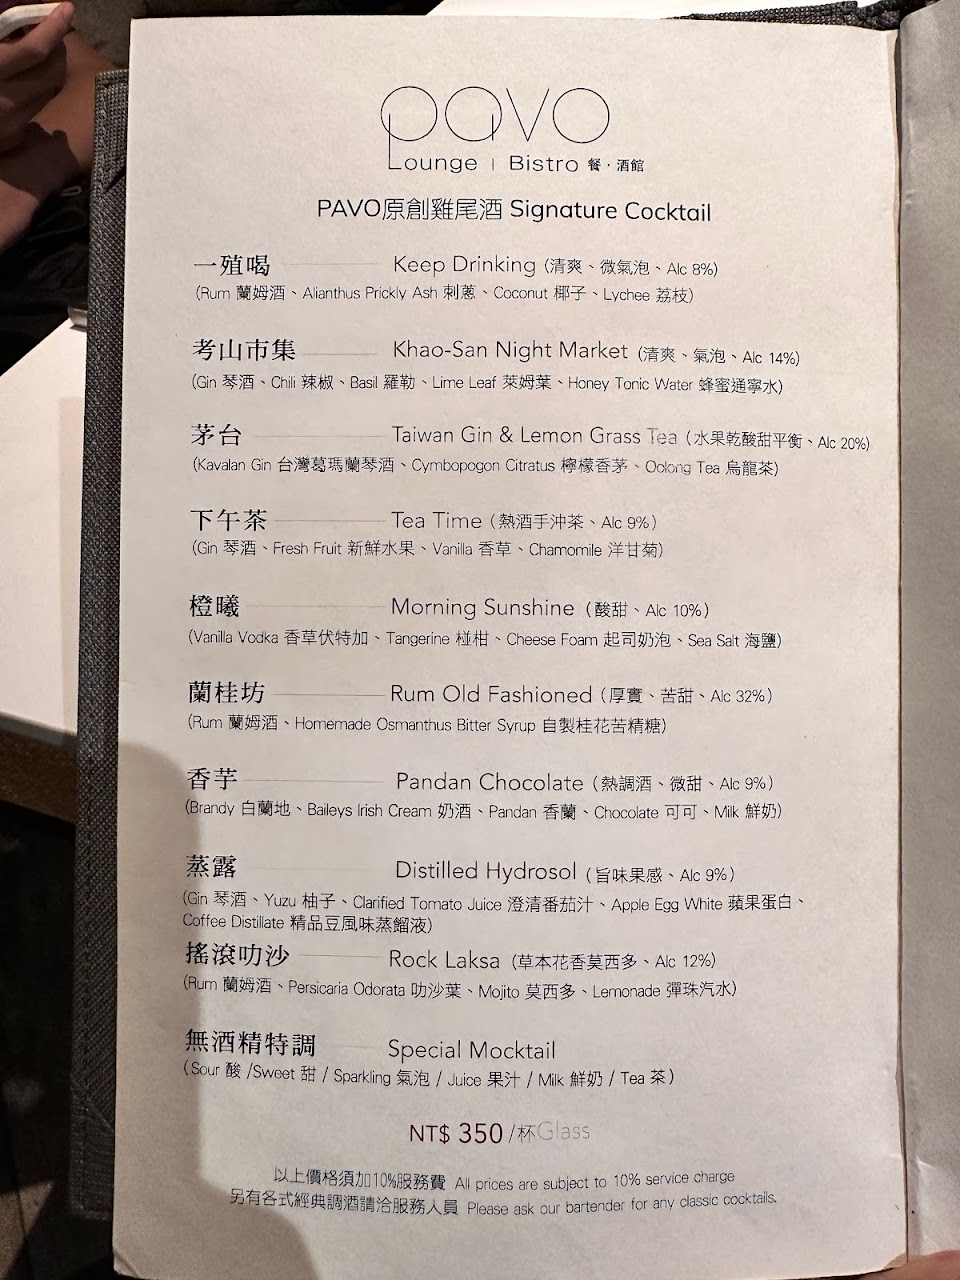 pavo
Lounge | Bistro 餐·酒館
PAVO原創雞尾酒 Signature Cocktail
一殖喝 Keep Drinking (清爽、微氣泡、Alc 8%)
(Rum 蘭姆酒、Alianthus Prickly Ash 刺蔥、Coconut 椰子、Lychee 荔枝)
考山市集 Khao-San Night Market (清爽、氣泡、Alc 14%)
(Gin 琴酒、Chili 辣椒、Basil 羅勒、Lime Leaf 萊姆葉、Honey Tonic Water 蜂蜜通寧水)
茅台 Taiwan Gin & Lemon Grass Tea (水果乾酸甜平衡、Alc 20%)
(Kavalan Gin 台灣葛瑪蘭琴酒、Cymbopogon Citratus 檸檬香茅、Oolong Tea 烏龍茶)
下午茶 Tea Time (熱酒手沖茶、Alc 9%)
(Gin 琴酒、Fresh Fruit 新鮮水果、Vanilla 香草、Chamomile 洋甘菊)
橙曦 Morning Sunshine (酸甜、Alc 10%)
(Vanilla Vodka 香草伏特加、Tangerine 椪柑、Cheese Foam 起司奶泡、Sea Salt 海鹽)
蘭桂坊 Rum Old Fashioned (厚實、苦甜、Alc 32%)
(Rum 蘭姆酒、Homemade Osmanthus Bitter Syrup 自製桂花苦精糖)
香芋 Pandan Chocolate (熱調酒、微甜、Alc 9%)
(Brandy 白蘭地、Baileys Irish Cream 奶酒、Pandan 香蘭、Chocolate 可可、Milk 鮮奶)
蒸露 Distilled Hydrosol (旨味果感、Alc 9%)
(Gin 琴酒、Yuzu 柚子、Clarified Tomato Juice 澄清番茄汁、Apple Egg White 蘋果蛋白、
Coffee Distillate 精品豆風味蒸餾液)
搖滾叻沙 Rock Laksa (草本花香莫西多、Alc 12%)
(Rum 蘭姆酒、Persicaria Odorata 叻沙葉、Mojito 莫西多、Lemonade 彈珠汽水)
無酒精特調 Special Mocktail
(Sour 酸 /Sweet 甜 / Sparkling 氣泡 / Juice 果汁 / Milk 鮮奶 / Tea 茶)
NT$ 350 /杯Glass
以上價格須加10%服務費 All prices are subject to 10% service charge
另有各式經典調酒請洽服務人員 Please ask our bartender for any classic cocktails.